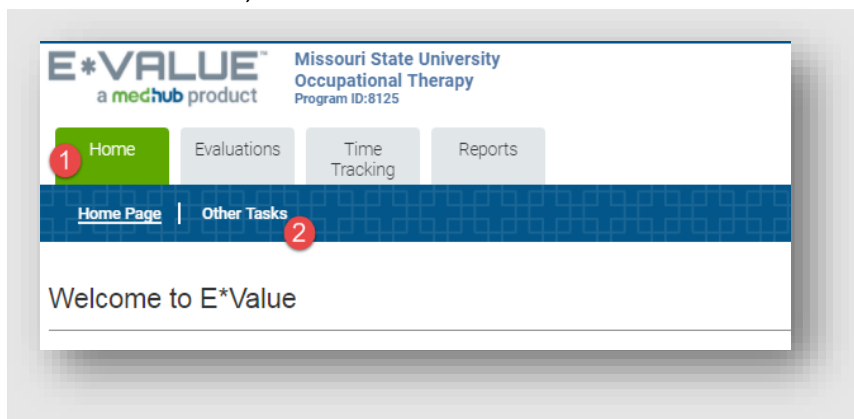 E*VALUE™
a medhub product
Missouri State University
Occupational Therapy
Program ID:8125
1
Home
Evaluations
Time
Tracking
Reports
Home Page | Other Tasks
2
Welcome to E*Value